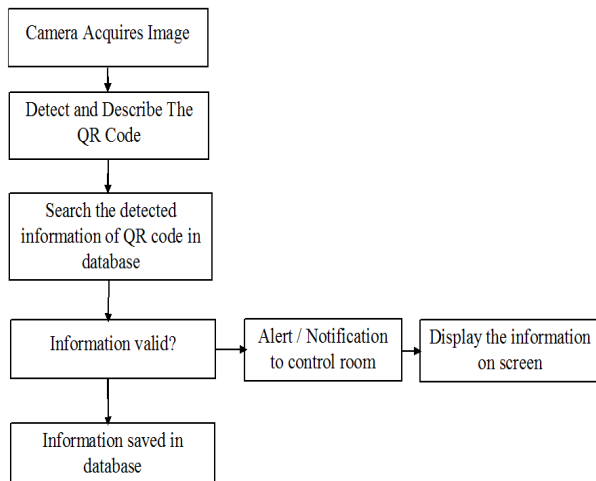 Camera Acquires Image
Detect and Describe The
QR Code
Search the detected
information of QR code in
database
Information valid?
Alert / Notification
to control room
Display the information
on screen
Information saved in
database